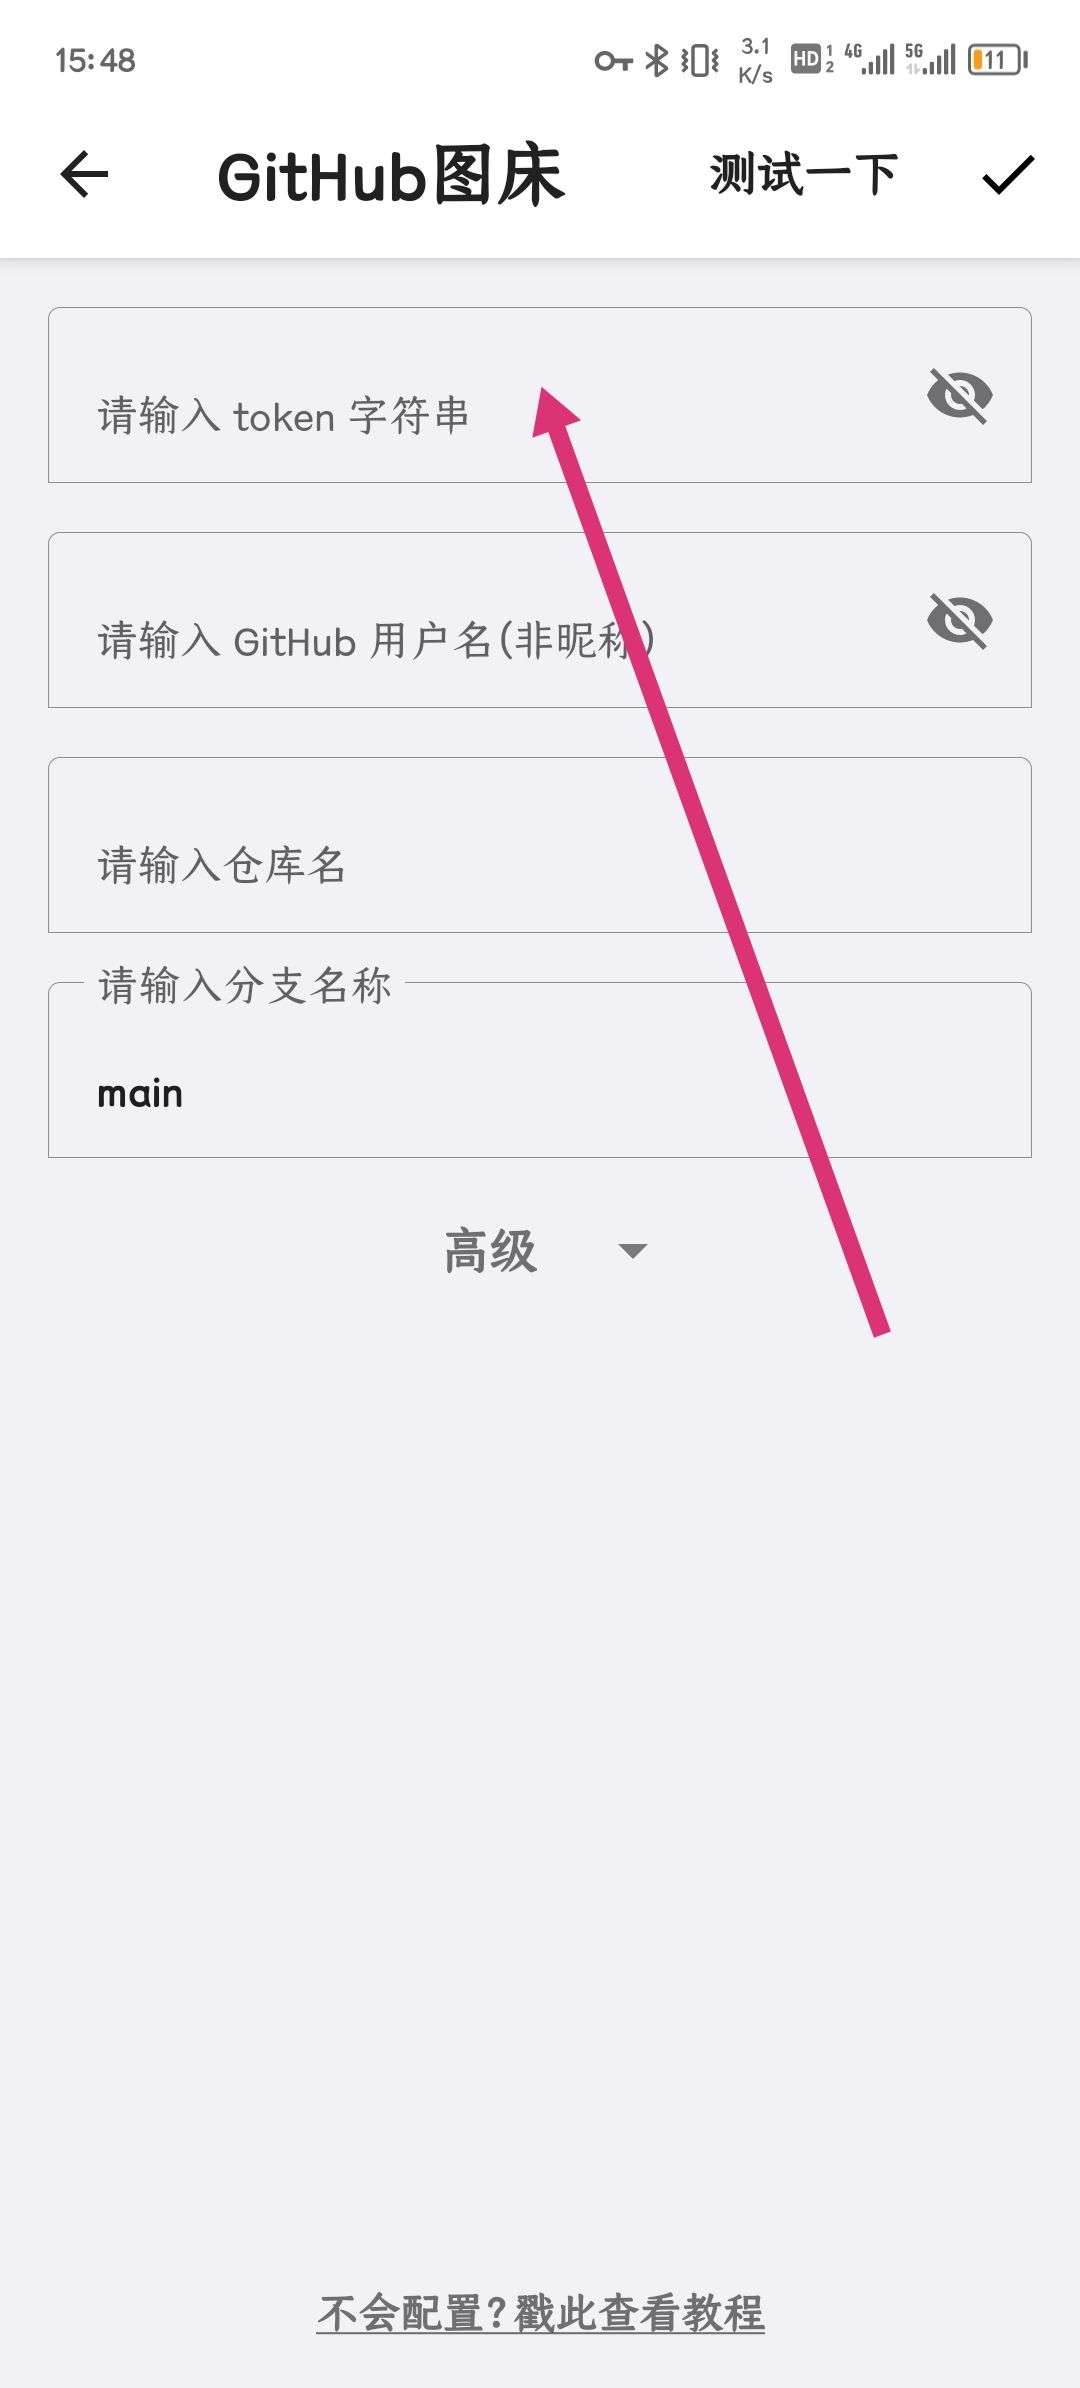 15:48
3.1 K/s HD 1 2 4G 5G 11
GitHub图床
测试一下
请输入 token 字符串
请输入 GitHub 用户名(非昵称)
请输入仓库名
请输入分支名称
main
高级
不会配置?戳此查看教程